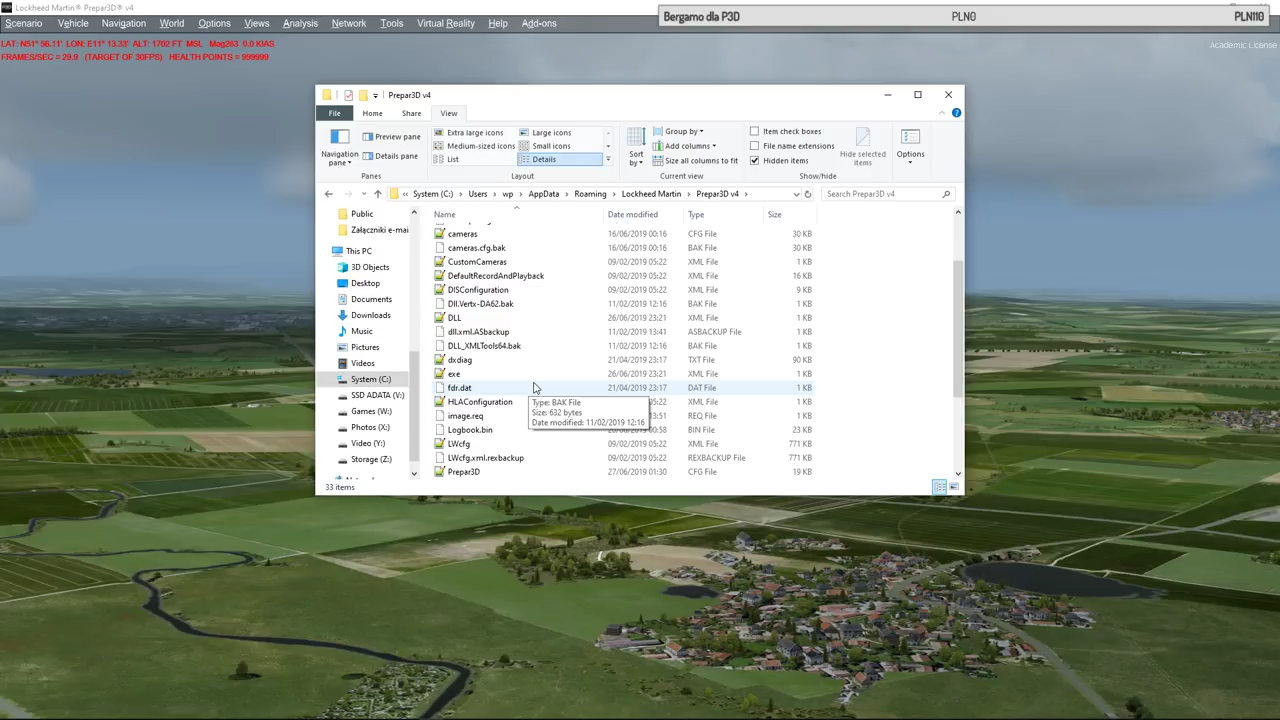 Lockheed Martin® Prepar3D® v4
Scenario Vehicle Navigation World Options Views Analysis Network Tools Virtual Reality Help Add-ons
Bergamo dla P3D PLN0 PLN110
LAT: N51° 56.11' LON: E11° 13.33' ALT: 1702 FT MSL Mag263 0.0 KIAS
FRAMES/SEC = 29.9 (TARGET OF 30FPS) HEALTH POINTS = 999999
Academic License
Prepar3D v4
File Home Share View
Preview pane
Details pane
Navigation pane
Panes
Extra large icons Large icons
Medium-sized icons Small icons
List Details
Layout
Sort by
Group by
Add columns
Size all columns to fit
Current view
Item check boxes
File name extensions
Hidden items
Hide selected items
Show/hide
Options
« System (C:) › Users › wp › AppData › Roaming › Lockheed Martin › Prepar3D v4 ›
Search Prepar3D v4
Public
Załączniki e-mai
This PC
3D Objects
Desktop
Documents
Downloads
Music
Pictures
Videos
System (C:)
SSD ADATA (V:)
Games (W:)
Photos (X:)
Video (Y:)
Storage (Z:)
Name Date modified Type Size
cameras 16/06/2019 00:16 CFG File 30 KB
cameras.cfg.bak 16/06/2019 00:16 BAK File 30 KB
CustomCameras 09/02/2019 05:22 XML File 1 KB
DefaultRecordAndPlayback 09/02/2019 05:22 XML File 16 KB
DISConfiguration 09/02/2019 05:22 XML File 9 KB
Dll.Vertx-DA62.bak 11/02/2019 12:16 BAK File 1 KB
DLL 26/06/2019 23:21 XML File 1 KB
dll.xml.ASbackup 11/02/2019 13:41 ASBACKUP File 1 KB
DLL_XMLTools64.bak 11/02/2019 12:16 BAK File 1 KB
dxdiag 21/04/2019 23:17 TXT File 90 KB
exe 26/06/2019 23:21 XML File 1 KB
fdr.dat 21/04/2019 23:17 DAT File 1 KB
HLAConfiguration 05:22 XML File 1 KB
image.req 13:51 REQ File 1 KB
Logbook.bin 00:58 BIN File 23 KB
LWcfg 09/02/2019 05:22 XML File 771 KB
LWcfg.xml.rexbackup 09/02/2019 05:22 REXBACKUP File 771 KB
Prepar3D 27/06/2019 01:30 CFG File 19 KB
Type: BAK File
Size: 632 bytes
Date modified: 11/02/2019 12:16
33 items